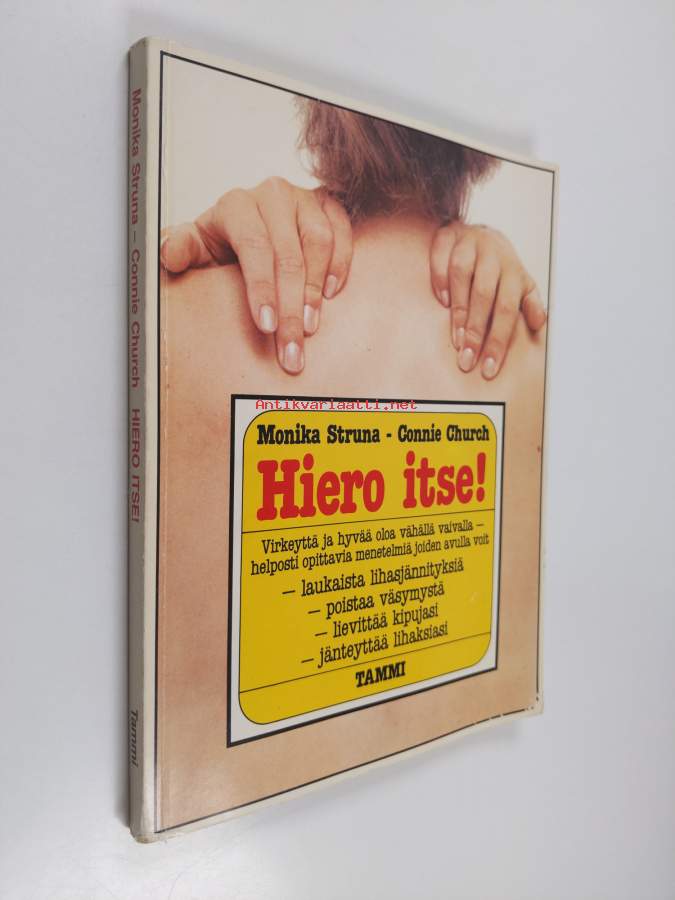 Monika Struna – Connie Church HIERO ITSE!
Tammi
Antikvariaatti.net
Monika Struna - Connie Church
Hiero itse!
Virkeyttä ja hyvää oloa vähällä vaivalla –
helposti opittavia menetelmiä joiden avulla voit
– laukaista lihasjännityksiä
– poistaa väsymystä
– lievittää kipujasi
– jänteyttää lihaksiasi
TAMMI